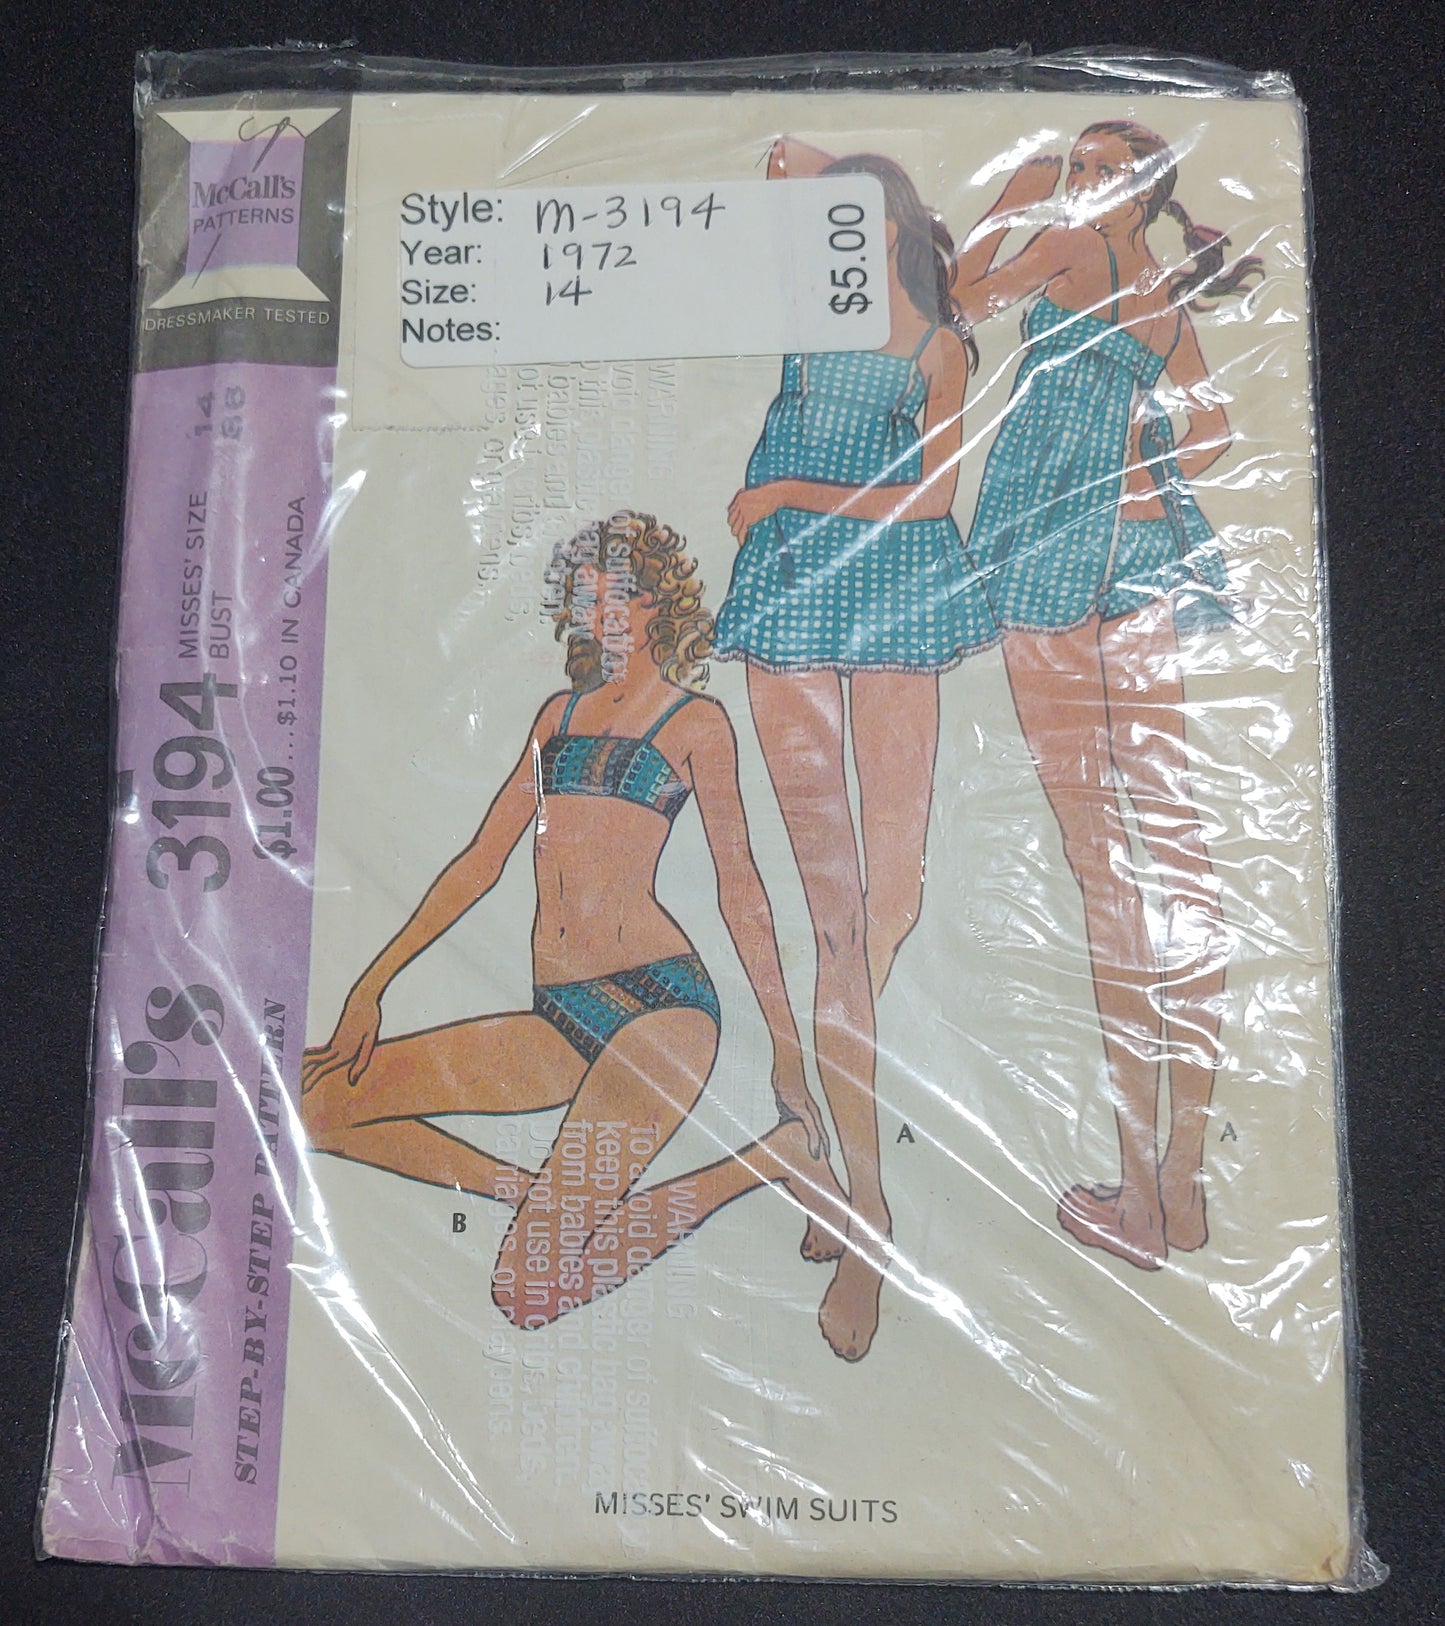 McCall's
PATTERNS
DRESSMAKER TESTED
Style: M-3194
Year: 1972
Size: 14
Notes:
$5.00
McCall's 3194
MISSES' SIZE 14
BUST
$1.00...$1.10 IN CANADA
STEP-BY-STEP PATTERN
WARNING
To avoid danger of suffocation
keep this plastic bag away
from babies and children.
Do not use in cribs, beds,
carriages, or playpens.
A
A
B
MISSES' SWIM SUITS